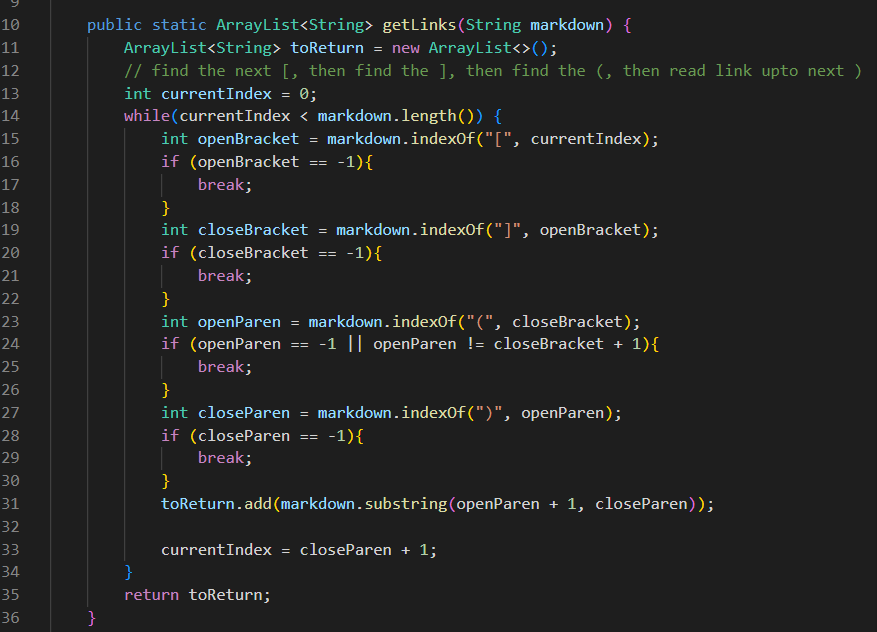 9
10 public static ArrayList<String> getLinks(String markdown) {
11 ArrayList<String> toReturn = new ArrayList<>();
12 // find the next [, then find the ], then find the (, then read link upto next )
13 int currentIndex = 0;
14 while(currentIndex < markdown.length()) {
15 int openBracket = markdown.indexOf("[", currentIndex);
16 if (openBracket == -1){
17 break;
18 }
19 int closeBracket = markdown.indexOf("]", openBracket);
20 if (closeBracket == -1){
21 break;
22 }
23 int openParen = markdown.indexOf("(", closeBracket);
24 if (openParen == -1 || openParen != closeBracket + 1){
25 break;
26 }
27 int closeParen = markdown.indexOf(")", openParen);
28 if (closeParen == -1){
29 break;
30 }
31 toReturn.add(markdown.substring(openParen + 1, closeParen));
32
33 currentIndex = closeParen + 1;
34 }
35 return toReturn;
36 }